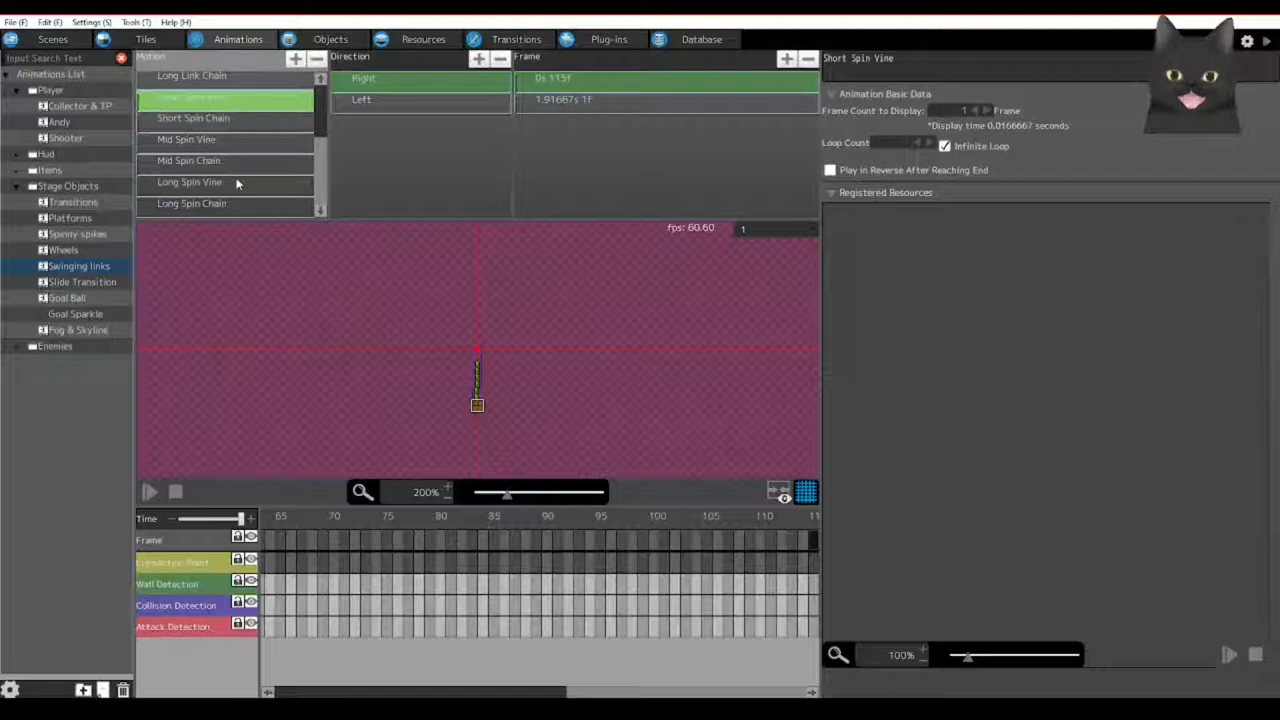 File (F) Edit (E) Settings (S) Tools (T) Help (H)
Scenes Tiles Animations Objects Resources Transitions Plug-ins Database
Input Search Text
Animations List
Player
Collector & TP
Andy
Shooter
Hud
Items
Stage Objects
Transitions
Platforms
Spinny spikes
Wheels
Swinging links
Slide Transition
Goal Ball
Goal Sparkle
Fog & Skyline
Enemies
Motion
Long Link Chain
Short Spin Chain
Mid Spin Vine
Mid Spin Chain
Long Spin Vine
Long Spin Chain
Direction
Right
Left
Frame
0s 115f
1.91667s 1f
fps: 60.60
1
200%
Time
65 70 75 80 85 90 95 100 105 110 11
Frame
Connection Point
Wall Detection
Collision Detection
Attack Detection
Short Spin Vine
Animation Basic Data
Frame Count to Display: 1 Frame
*Display time 0.0166667 seconds
Loop Count Infinite Loop
Play in Reverse After Reaching End
Registered Resources
100%